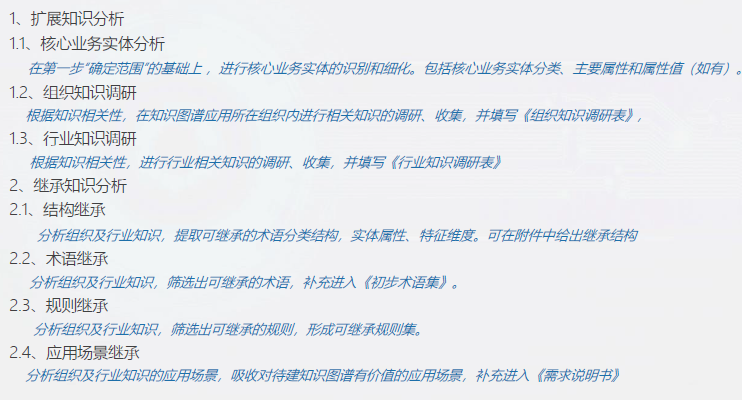 1、扩展知识分析
1.1、核心业务实体分析
在第一步“确定范围”的基础上，进行核心业务实体的识别和细化。包括核心业务实体分类、主要属性和属性值（如有）。
1.2、组织知识调研
根据知识相关性，在知识图谱应用所在组织内进行相关知识的调研、收集，并填写《组织知识调研表》，
1.3、行业知识调研
根据知识相关性，进行行业相关知识的调研、收集，并填写《行业知识调研表》
2、继承知识分析
2.1、结构继承
分析组织及行业知识，提取可继承的术语分类结构，实体属性、特征维度。可在附件中给出继承结构
2.2、术语继承
分析组织及行业知识，筛选出可继承的术语，补充进入《初步术语集》。
2.3、规则继承
分析组织及行业知识，筛选出可继承的规则，形成可继承规则集。
2.4、应用场景继承
分析组织及行业知识的应用场景，吸收对待建知识图谱有价值的应用场景，补充进入《需求说明书》